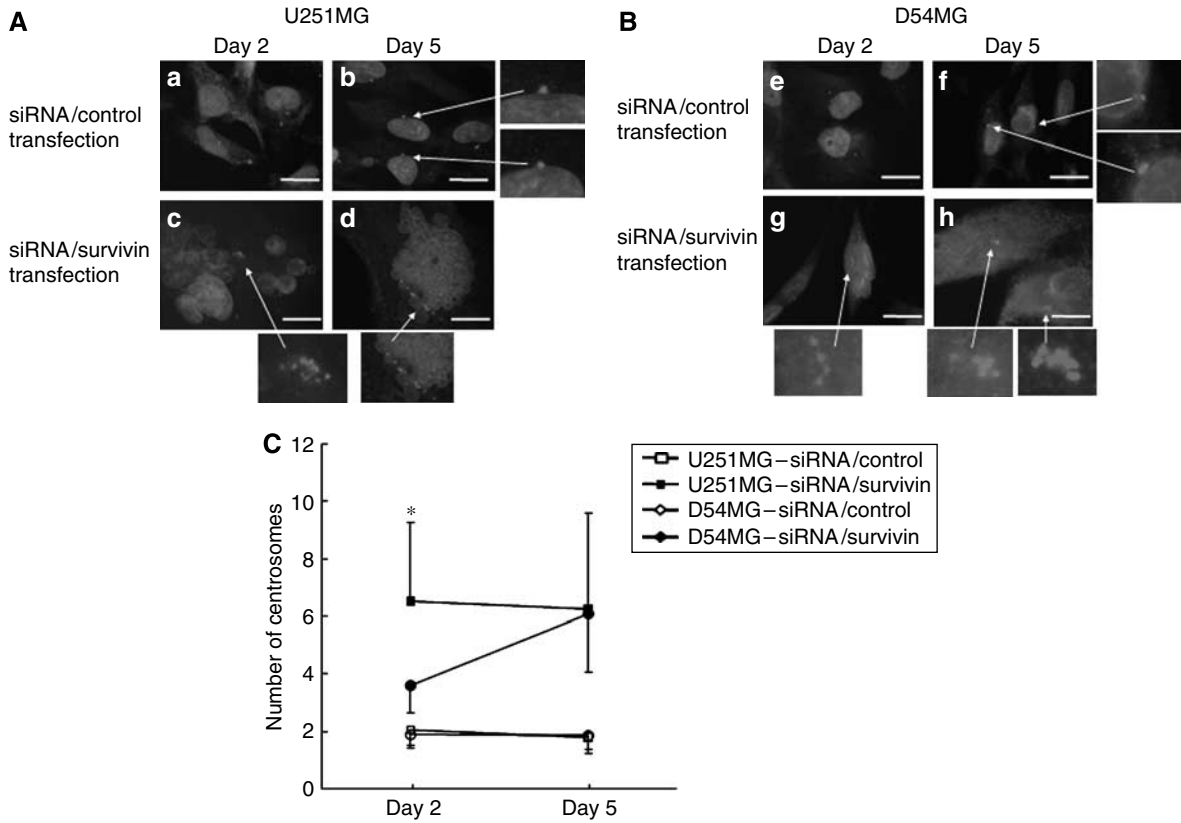 A
U251MG
Day 2
Day 5
siRNA/control
transfection
a
b
siRNA/survivin
transfection
c
d
B
D54MG
Day 2
Day 5
siRNA/control
transfection
e
f
siRNA/survivin
transfection
g
h
C
Number of centrosomes
12
10
8
6
4
2
0
*
Day 2
Day 5
U251MG–siRNA/control
U251MG–siRNA/survivin
D54MG–siRNA/control
D54MG–siRNA/survivin